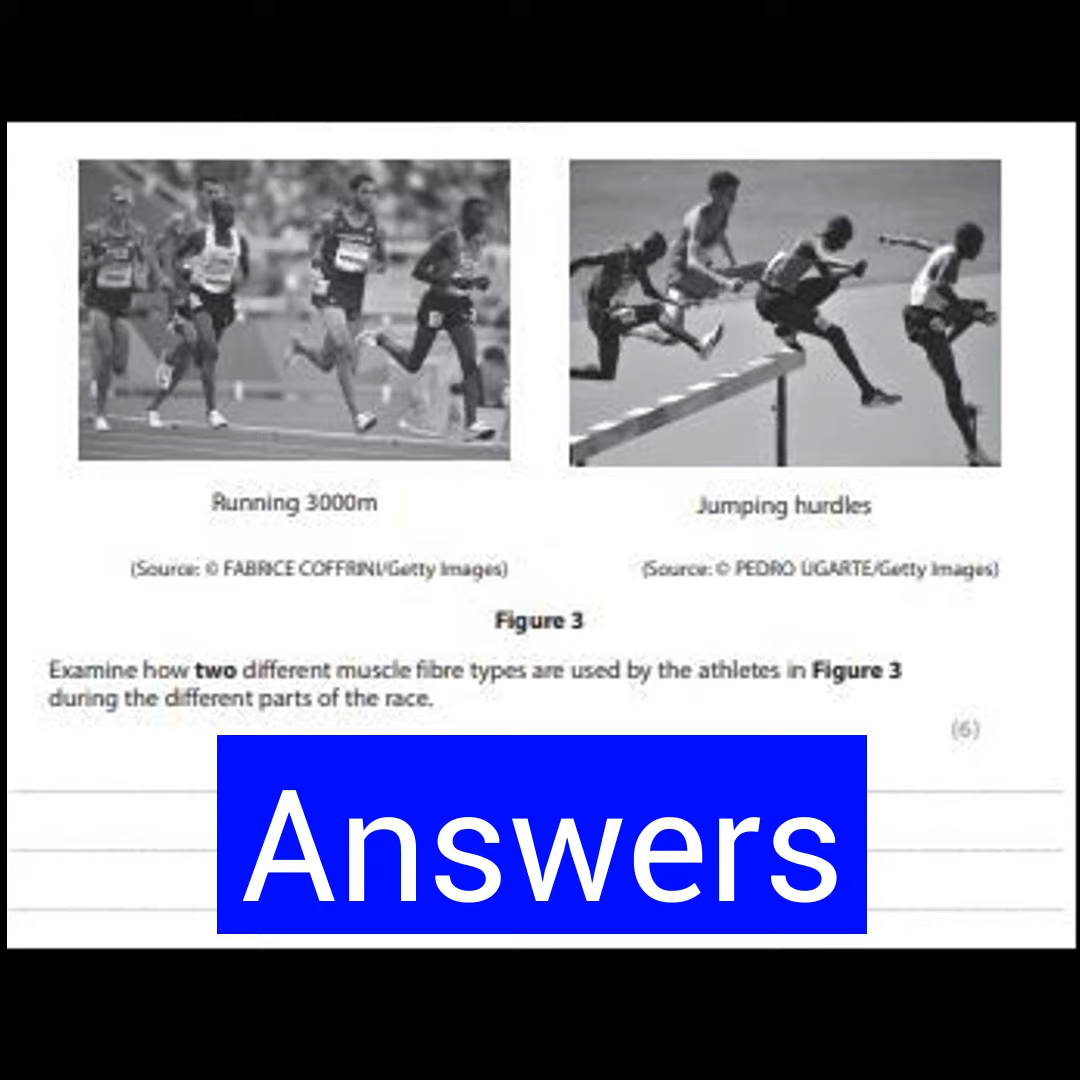 Running 3000m
Jumping hurdles
(Source: © FABRICE COFFRINI/Getty Images)
(Source: © PEDRO UGARTE/Getty Images)
Figure 3
Examine how two different muscle fibre types are used by the athletes in Figure 3
during the different parts of the race.
(6)
Answers